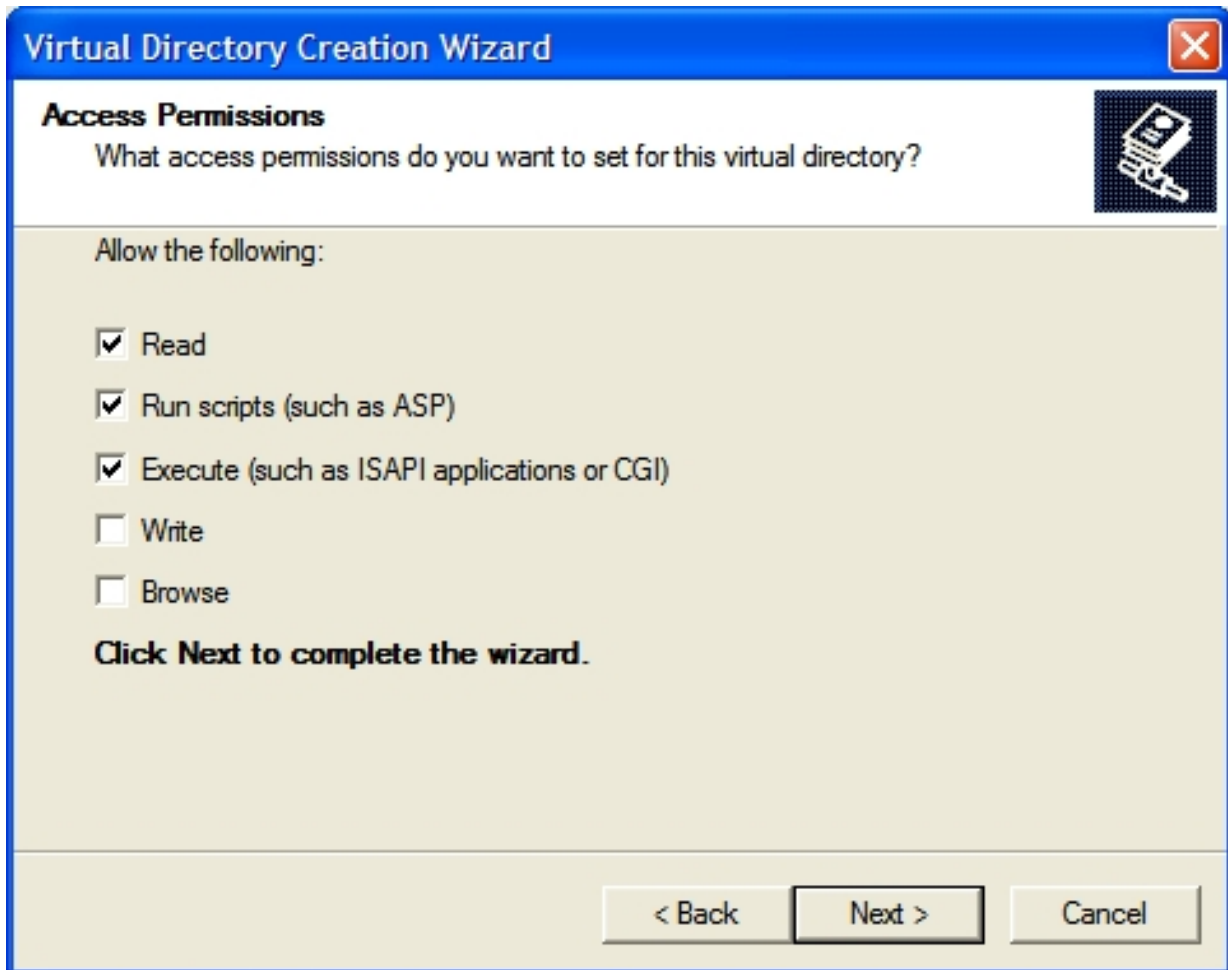 Virtual Directory Creation Wizard
Access Permissions
What access permissions do you want to set for this virtual directory?
Allow the following:
Read
Run scripts (such as ASP)
Execute (such as ISAPI applications or CGI)
Write
Browse
Click Next to complete the wizard.
< Back Next > Cancel